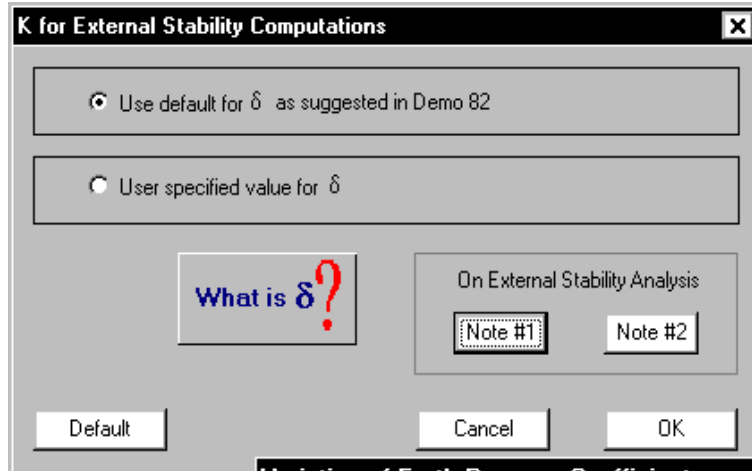 K for External Stability Computations
Use default for δ as suggested in Demo 82
User specified value for δ
What is δ?
On External Stability Analysis
Note #1 Note #2
Default Cancel OK